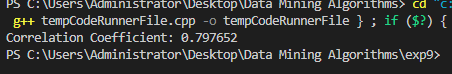 PS C:\Users\Administrator\Desktop\Data Mining Algorithms> cd "c:
g++ tempCodeRunnerFile.cpp -o tempCodeRunnerFile } ; if ($?) {
Correlation Coefficient: 0.797652
PS C:\Users\Administrator\Desktop\Data Mining Algorithms\exp9>